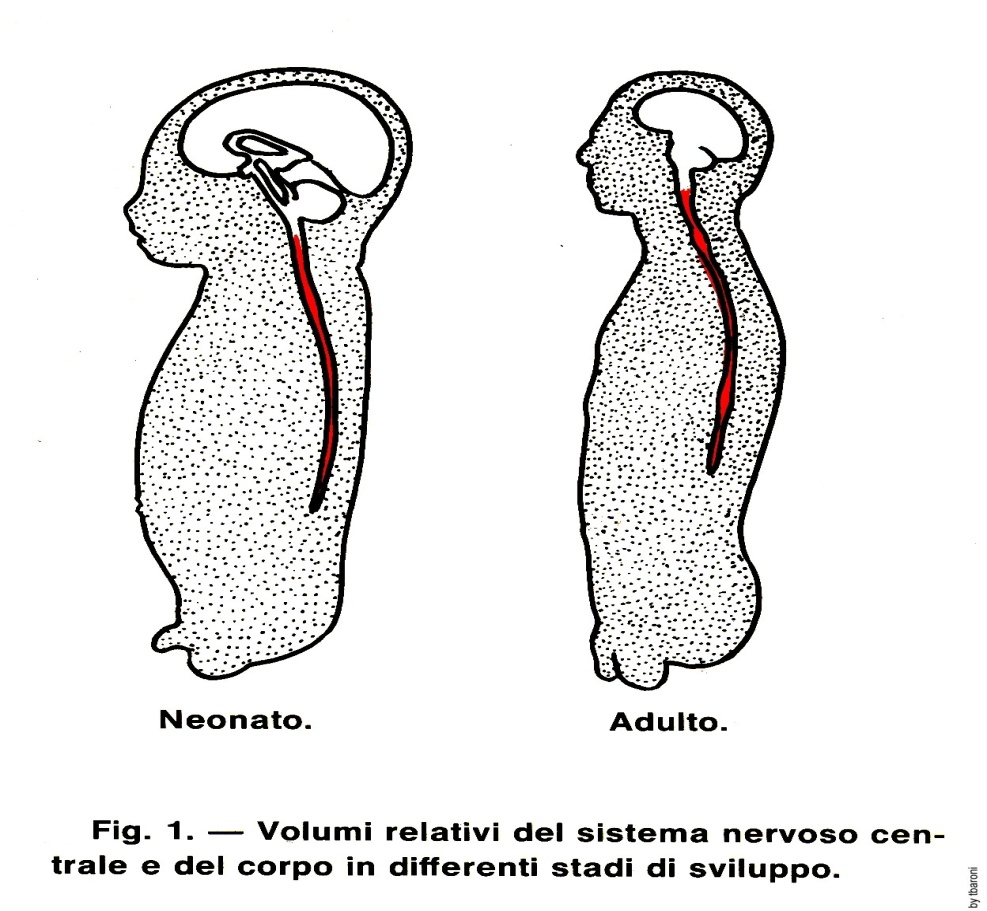 Neonato.
Adulto.
Fig. 1. — Volumi relativi del sistema nervoso cen-
trale e del corpo in differenti stadi di sviluppo.
by tbaroni